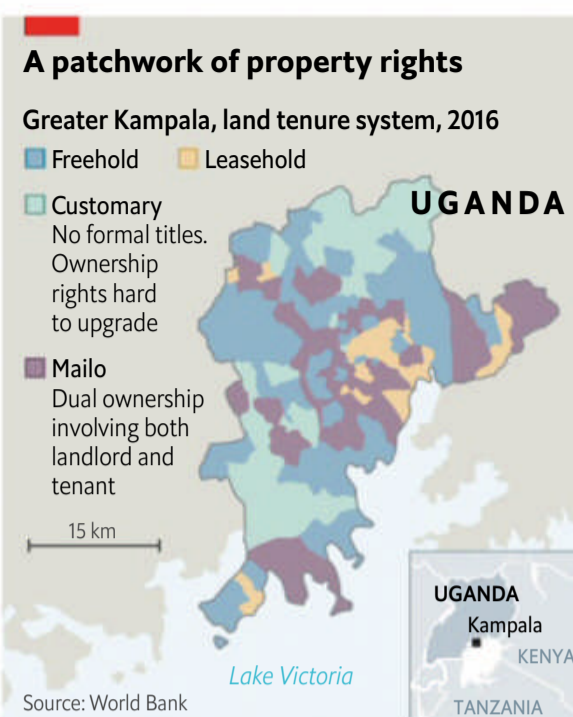 A patchwork of property rights
Greater Kampala, land tenure system, 2016
Freehold
Leasehold
Customary
No formal titles.
Ownership
rights hard
to upgrade
UGANDA
Mailo
Dual ownership
involving both
landlord and
tenant
15 km
UGANDA
Kampala
KENYA
TANZANIA
Lake Victoria
Source: World Bank